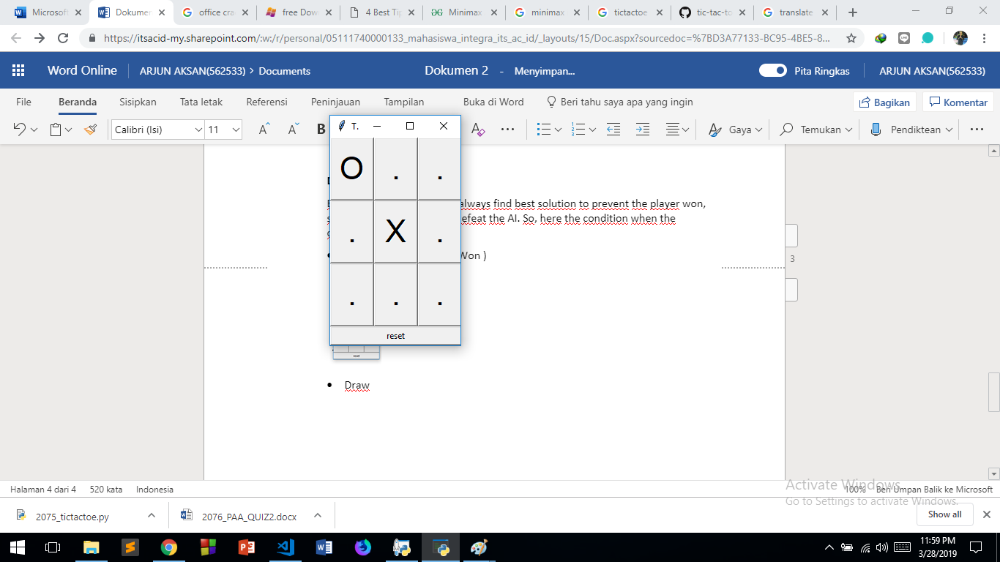 Microsoft
Dokumen
office cra
free Dow
4 Best Tip
Minimax
minimax
tictactoe
tic-tac-to
translate
https://itsacid-my.sharepoint.com/:w:/r/personal/05111740000133_mahasiswa_integra_its_ac_id/_layouts/15/Doc.aspx?sourcedoc=%7BD3A77133-BC95-4BE5-8...
Word Online ARJUN AKSAN(562533) > Documents Dokumen 2 - Menyimpan... Pita Ringkas ARJUN AKSAN(562533)
File Beranda Sisipkan Tata letak Referensi Peninjauan Tampilan Buka di Word Beri tahu saya apa yang ingin Bagikan Komentar
Calibri (Isi) 11 A A B A ... Gaya Temukan Pendiktean ...
T.
O . .
. X .
. . .
reset
always find best solution to prevent the player won,
efeat the AI. So, here the condition when the
Won )
3
reset
• Draw
Halaman 4 dari 4 520 kata Indonesia 100% Beri Umpan Balik ke Microsoft
Activate Windows
Go to Settings to activate Windows.
2075_tictactoe.py 2076_PAA_QUIZ2.docx Show all
11:59 PM
3/28/2019